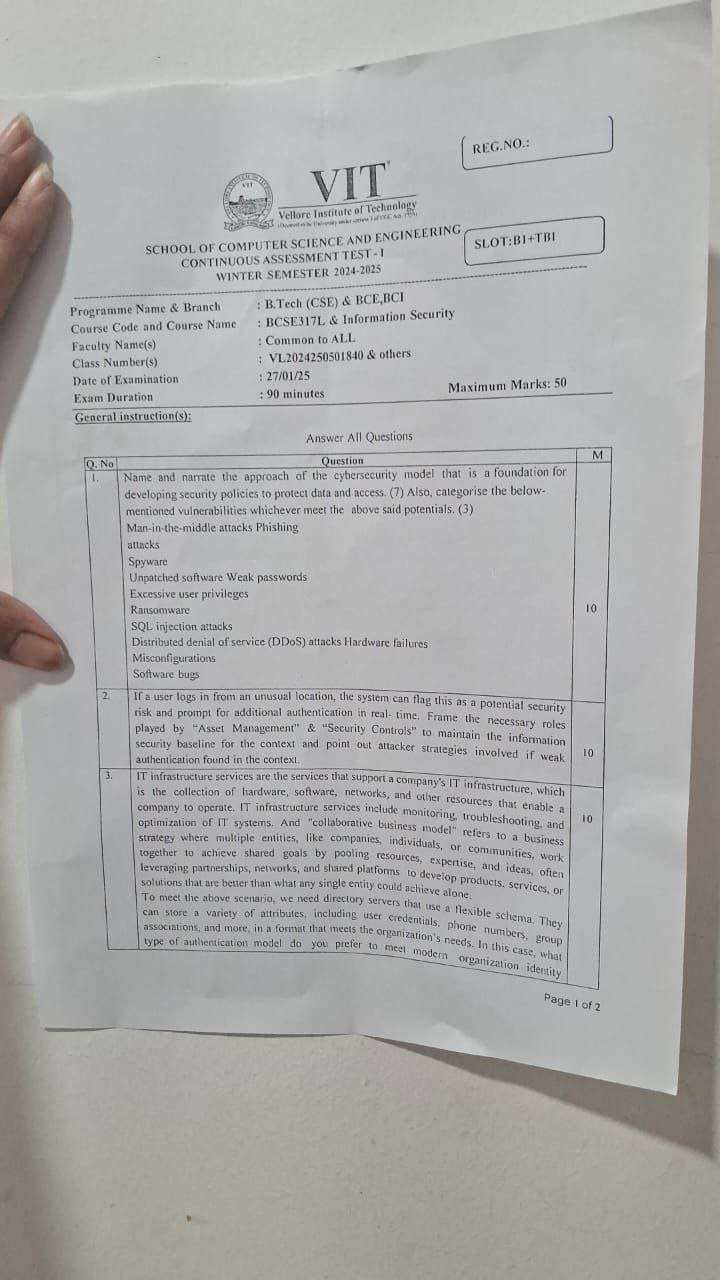 REG.NO.:
VIT
VIT
Vellore Institute of Technology
SCHOOL OF COMPUTER SCIENCE AND ENGINEERING
CONTINUOUS ASSESSMENT TEST - I
WINTER SEMESTER 2024-2025
SLOT:B1+TB1
Programme Name & Branch : B.Tech (CSE) & BCE,BCI
Course Code and Course Name : BCSE317L & Information Security
Faculty Name(s) : Common to ALL
Class Number(s) : VL2024250501840 & others
Date of Examination : 27/01/25
Exam Duration : 90 minutes Maximum Marks: 50
General instruction(s):
Answer All Questions
Q. No Question M
1. Name and narrate the approach of the cybersecurity model that is a foundation for
developing security policies to protect data and access. (7) Also, categorise the below-
mentioned vulnerabilities whichever meet the above said potentials. (3)
Man-in-the-middle attacks Phishing
attacks
Spyware
Unpatched software Weak passwords
Excessive user privileges
Ransomware 10
SQL injection attacks
Distributed denial of service (DDoS) attacks Hardware failures
Misconfigurations
Software bugs
2. If a user logs in from an unusual location, the system can flag this as a potential security
risk and prompt for additional authentication in real- time. Frame the necessary roles
played by "Asset Management" & "Security Controls" to maintain the information
security baseline for the context and point out attacker strategies involved if weak 10
authentication found in the context.
3. IT infrastructure services are the services that support a company's IT infrastructure, which
is the collection of hardware, software, networks, and other resources that enable a
company to operate. IT infrastructure services include monitoring, troubleshooting, and 10
optimization of IT systems. And "collaborative business model" refers to a business
strategy where multiple entities, like companies, individuals, or communities, work
together to achieve shared goals by pooling resources, expertise, and ideas, often
leveraging partnerships, networks, and shared platforms to develop products, services, or
solutions that are better than what any single entity could achieve alone.
To meet the above scenario, we need directory servers that use a flexible schema. They
can store a variety of attributes, including user credentials, phone numbers, group
associations, and more, in a format that meets the organization's needs. In this case, what
type of authentication model do you prefer to meet modern organization identity
Page 1 of 2